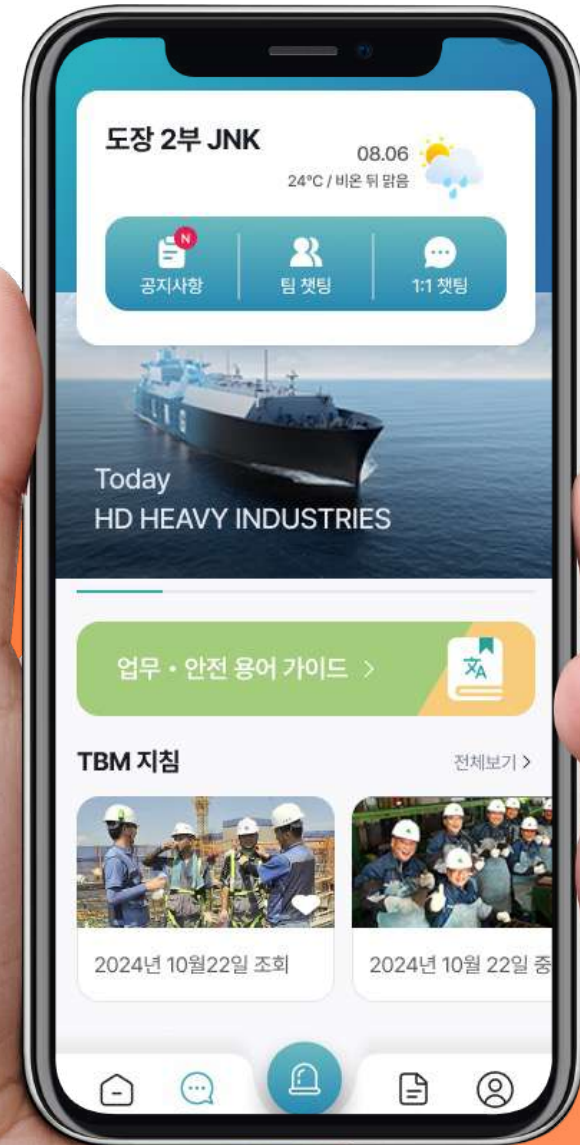 도장 2부 JNK
08.06
24°C / 비온 뒤 맑음
N
공지사항
팀 챗팅
1:1 챗팅
LNG
Today
HD HEAVY INDUSTRIES
업무 • 안전 용어 가이드 >
文A
TBM 지침
전체보기 >
2024년 10월22일 조회
2024년 10월 22일 중